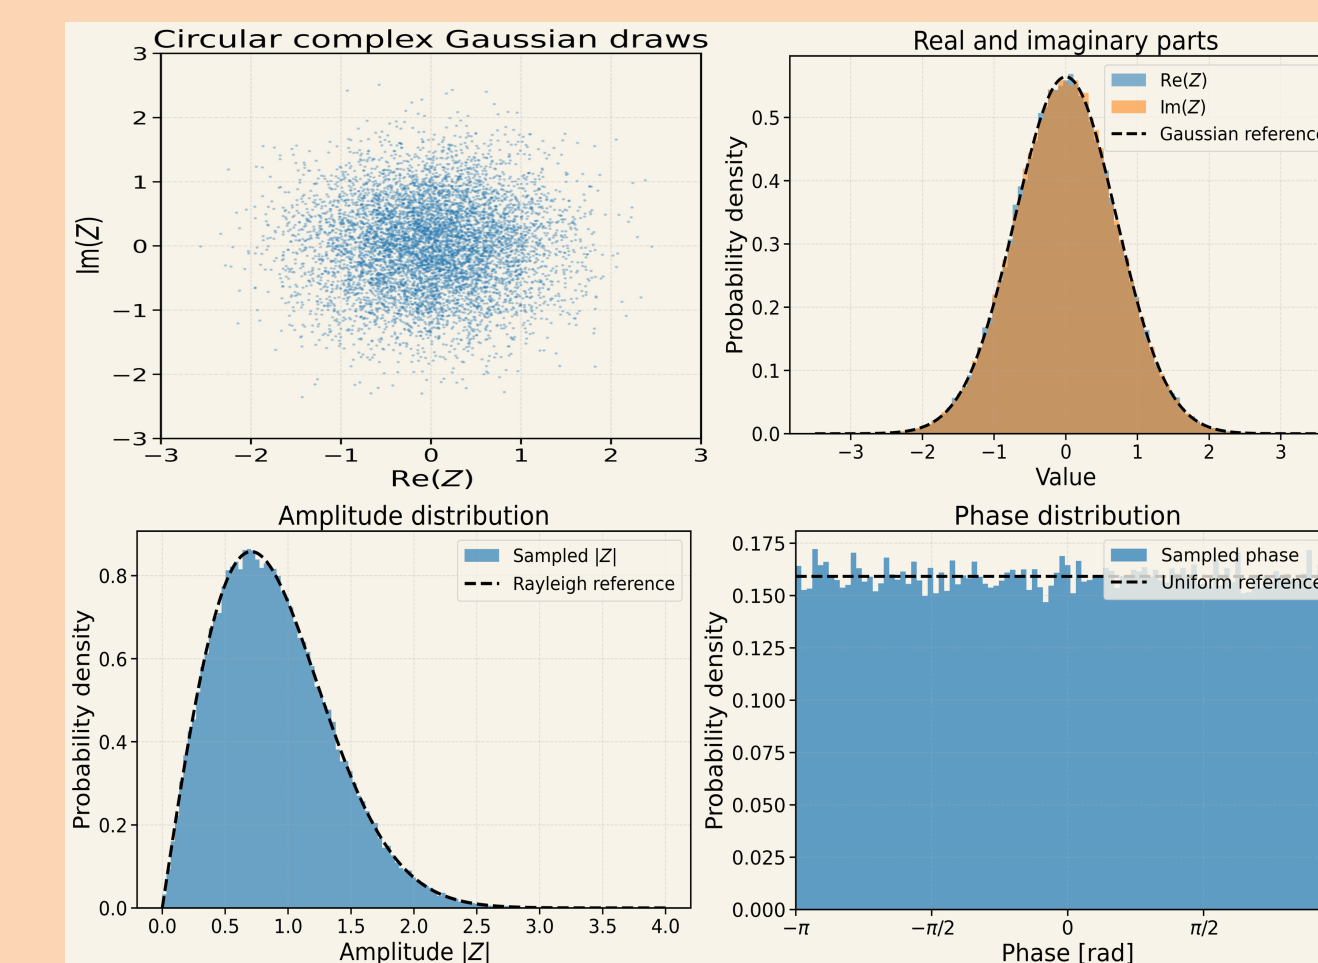 Circular complex Gaussian draws
3
2
1
0
−1
−2
−3
−3 −2 −1 0 1 2 3
Im(Z)
Re(Z)
Real and imaginary parts
Re(Z)
Im(Z)
Gaussian reference
0.5
0.4
0.3
0.2
0.1
0.0
−3 −2 −1 0 1 2 3
Probability density
Value
Amplitude distribution
Sampled |Z|
Rayleigh reference
0.8
0.6
0.4
0.2
0.0
0.0 0.5 1.0 1.5 2.0 2.5 3.0 3.5 4.0
Probability density
Amplitude |Z|
Phase distribution
Sampled phase
Uniform reference
0.175
0.150
0.125
0.100
0.075
0.050
0.025
0.000
−π −π/2 0 π/2
Probability density
Phase [rad]